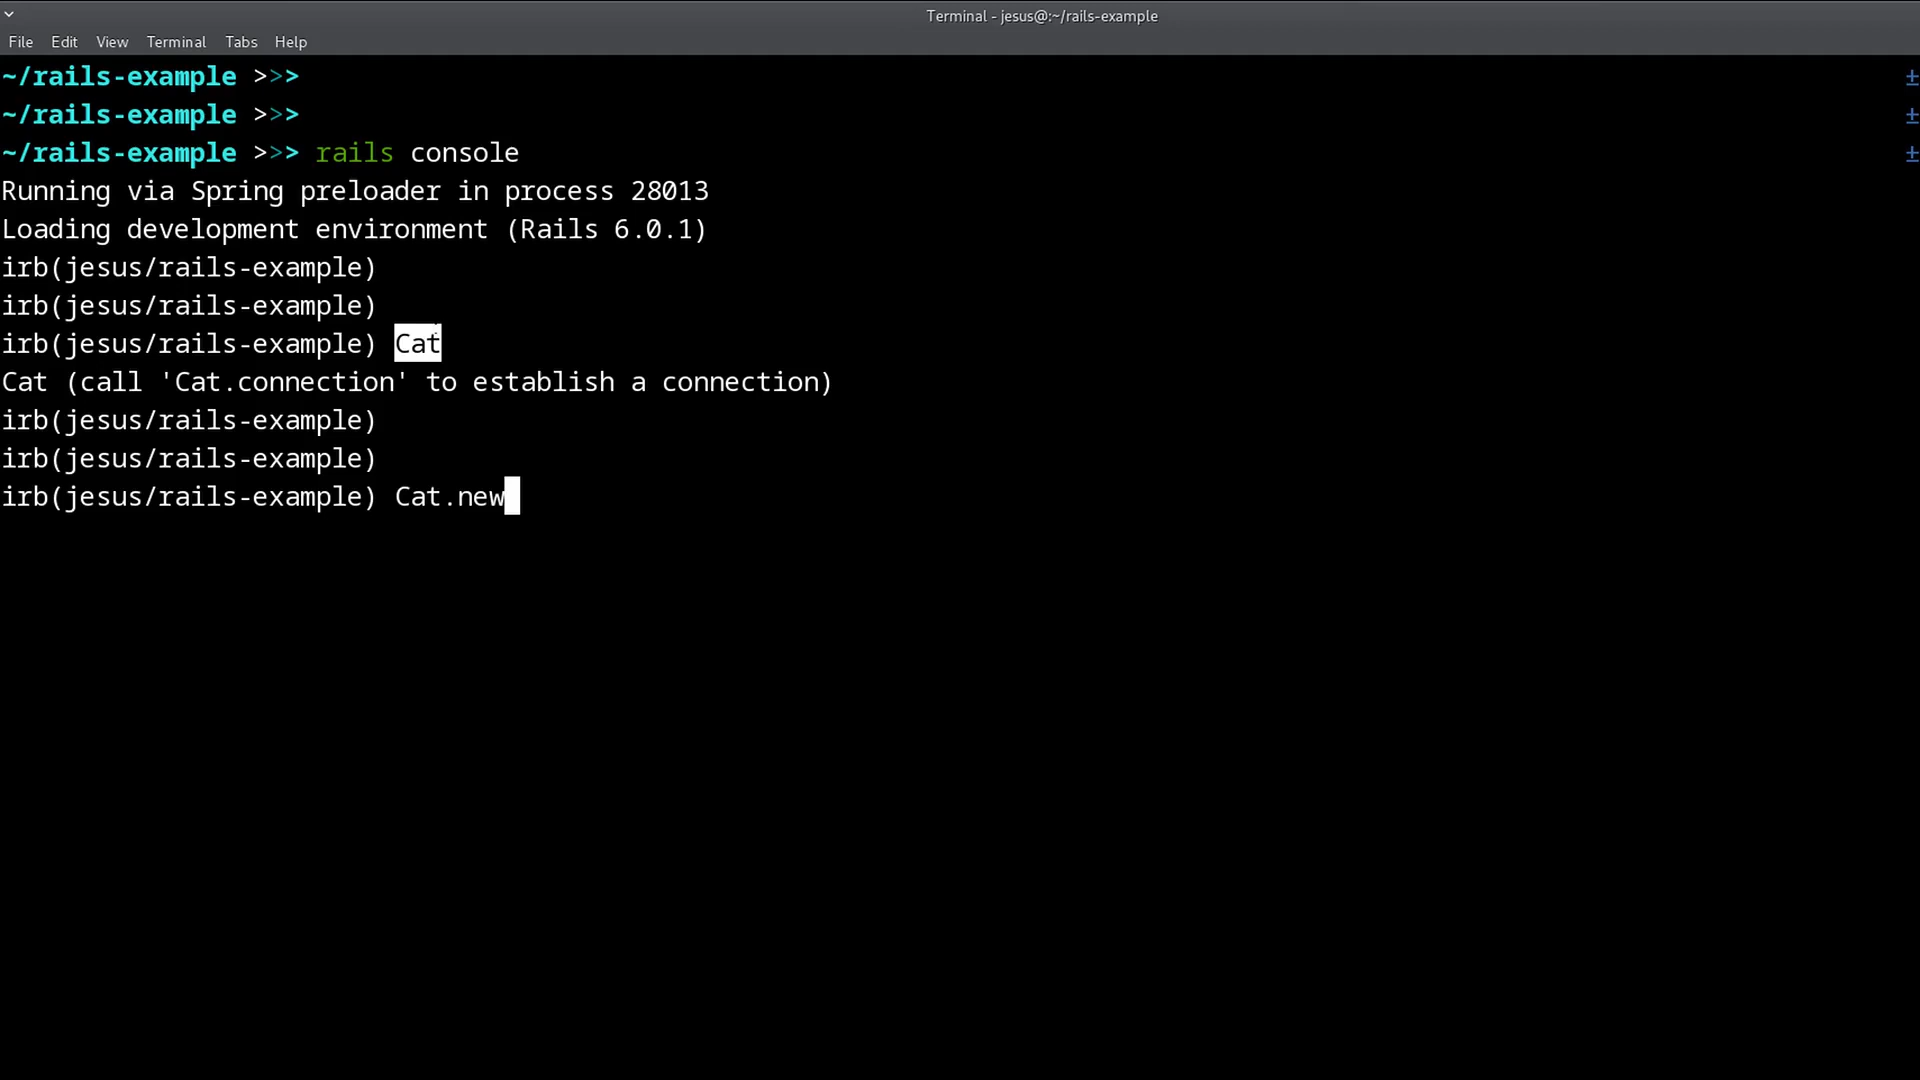 Terminal - jesus@:~/rails-example
File Edit View Terminal Tabs Help
~/rails-example >>> ±
~/rails-example >>> ±
~/rails-example >>> rails console ±
Running via Spring preloader in process 28013
Loading development environment (Rails 6.0.1)
irb(jesus/rails-example)
irb(jesus/rails-example)
irb(jesus/rails-example) Cat
Cat (call 'Cat.connection' to establish a connection)
irb(jesus/rails-example)
irb(jesus/rails-example)
irb(jesus/rails-example) Cat.new